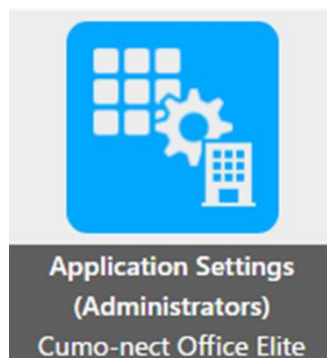 Application Settings
(Administrators)
Cumo-nect Office Elite